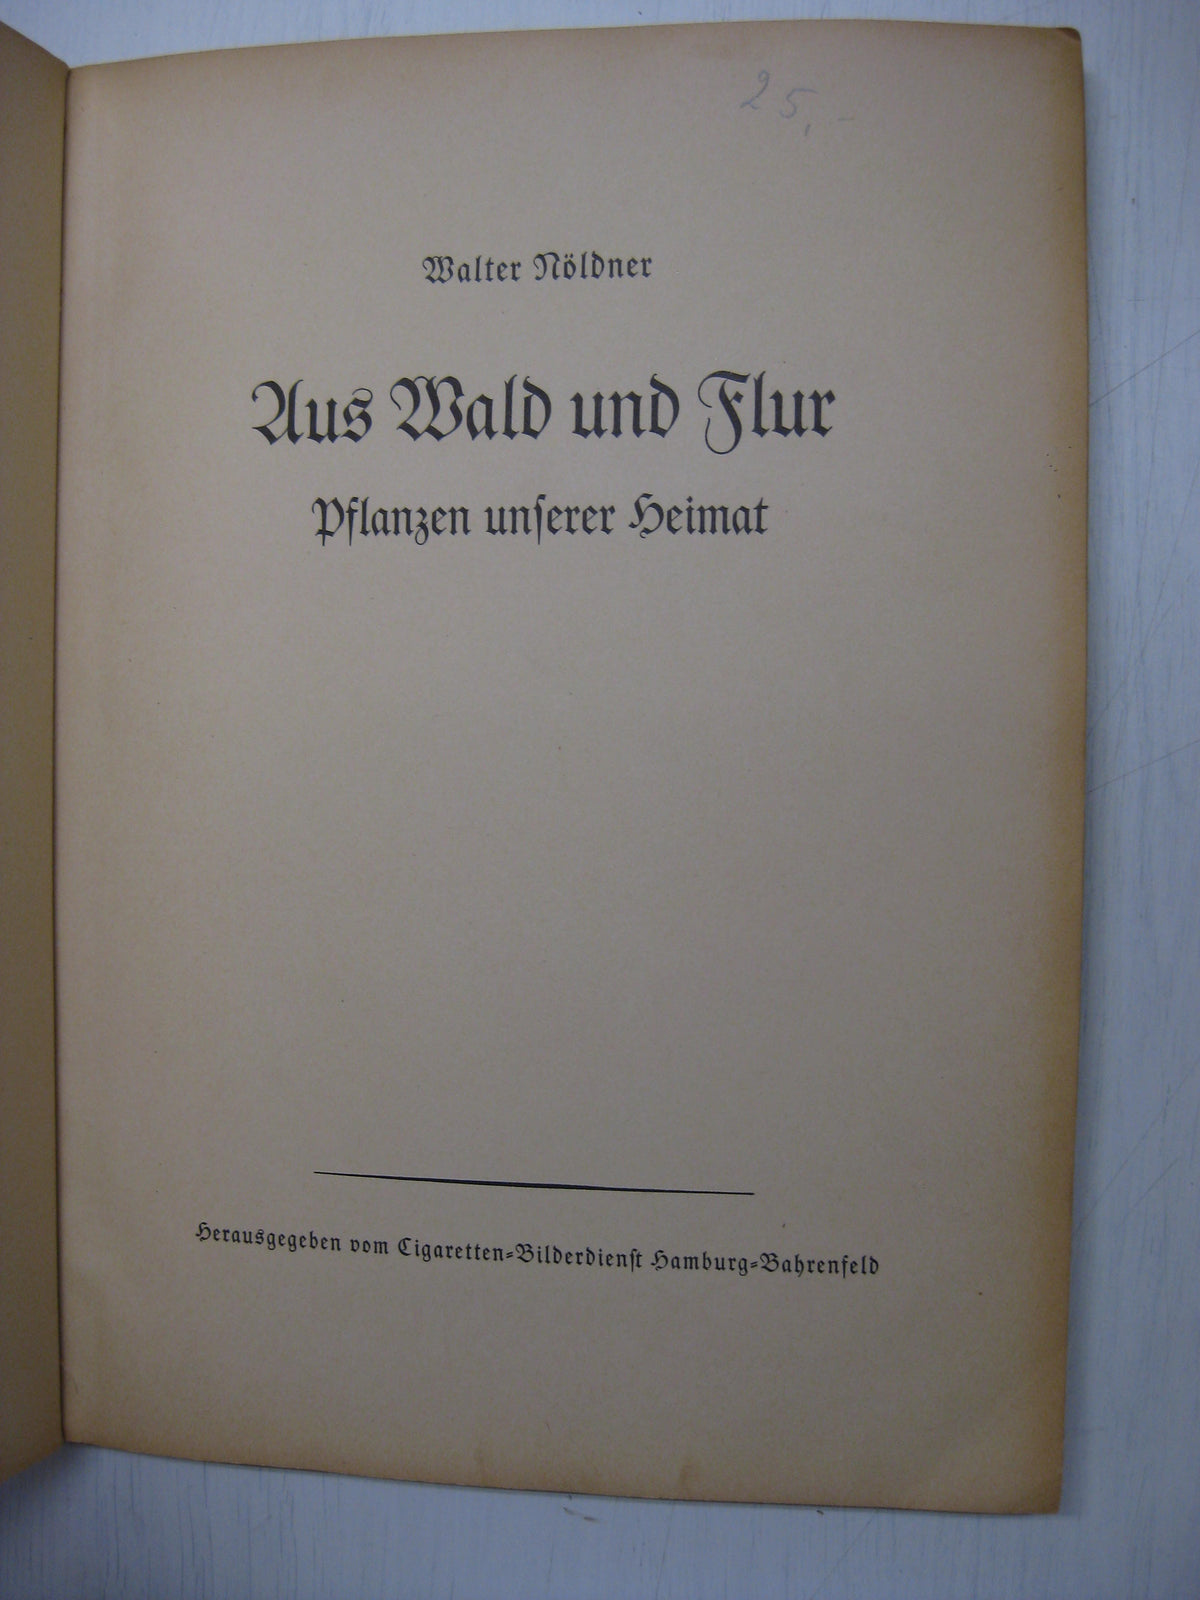 25,-
Walter Nöldner
Aus Wald und Flur
Pflanzen unſerer Heimat
Herausgegeben vom Cigaretten-Bilderdienſt Hamburg-Bahrenfeld